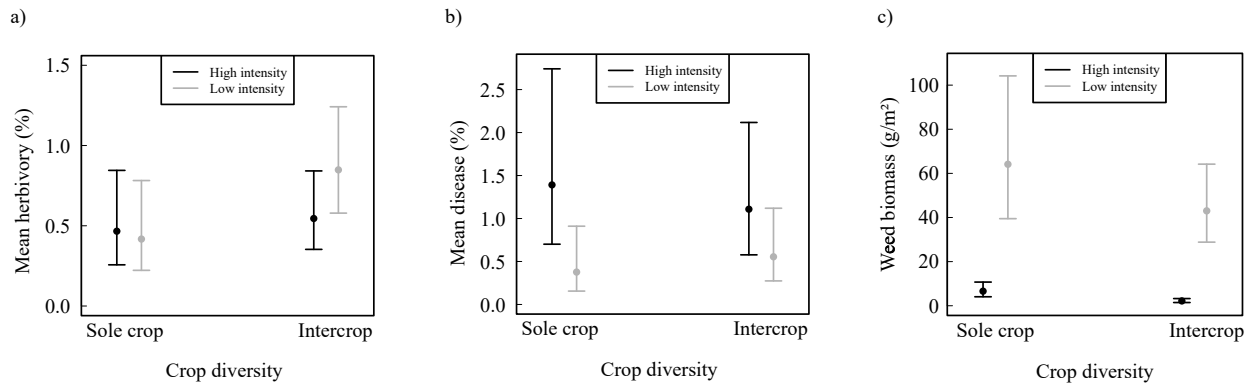 a)
Mean herbivory (%)
1.5
1.0
0.5
0.0
High intensity
Low intensity
Sole crop
Intercrop
Crop diversity
b)
Mean disease (%)
2.5
2.0
1.5
1.0
0.5
0.0
High intensity
Low intensity
Sole crop
Intercrop
Crop diversity
c)
Weed biomass (g/m²)
100
80
60
40
20
0
High intensity
Low intensity
Sole crop
Intercrop
Crop diversity